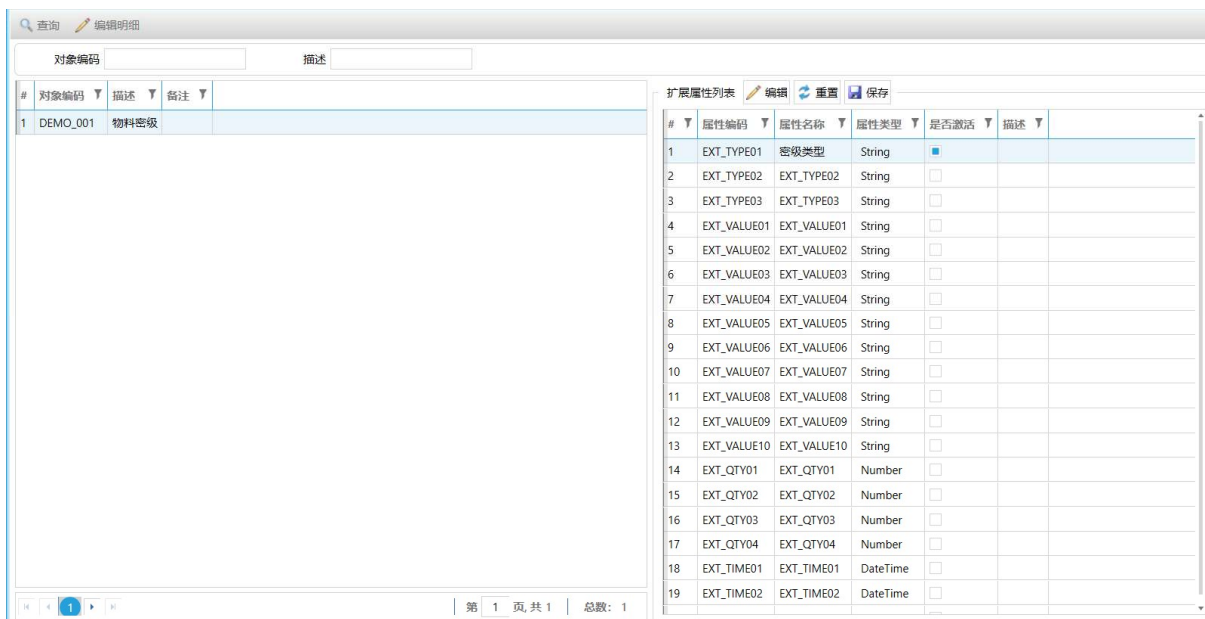 查询 编辑明细
对象编码 描述
# 对象编码 描述 备注
1 DEMO_001 物料密级
第 1 页,共 1 总数: 1
1
扩展属性列表 编辑 重置 保存
# 属性编码 属性名称 属性类型 是否激活 描述
1 EXT_TYPE01 密级类型 String
2 EXT_TYPE02 EXT_TYPE02 String
3 EXT_TYPE03 EXT_TYPE03 String
4 EXT_VALUE01 EXT_VALUE01 String
5 EXT_VALUE02 EXT_VALUE02 String
6 EXT_VALUE03 EXT_VALUE03 String
7 EXT_VALUE04 EXT_VALUE04 String
8 EXT_VALUE05 EXT_VALUE05 String
9 EXT_VALUE06 EXT_VALUE06 String
10 EXT_VALUE07 EXT_VALUE07 String
11 EXT_VALUE08 EXT_VALUE08 String
12 EXT_VALUE09 EXT_VALUE09 String
13 EXT_VALUE10 EXT_VALUE10 String
14 EXT_QTY01 EXT_QTY01 Number
15 EXT_QTY02 EXT_QTY02 Number
16 EXT_QTY03 EXT_QTY03 Number
17 EXT_QTY04 EXT_QTY04 Number
18 EXT_TIME01 EXT_TIME01 DateTime
19 EXT_TIME02 EXT_TIME02 DateTime